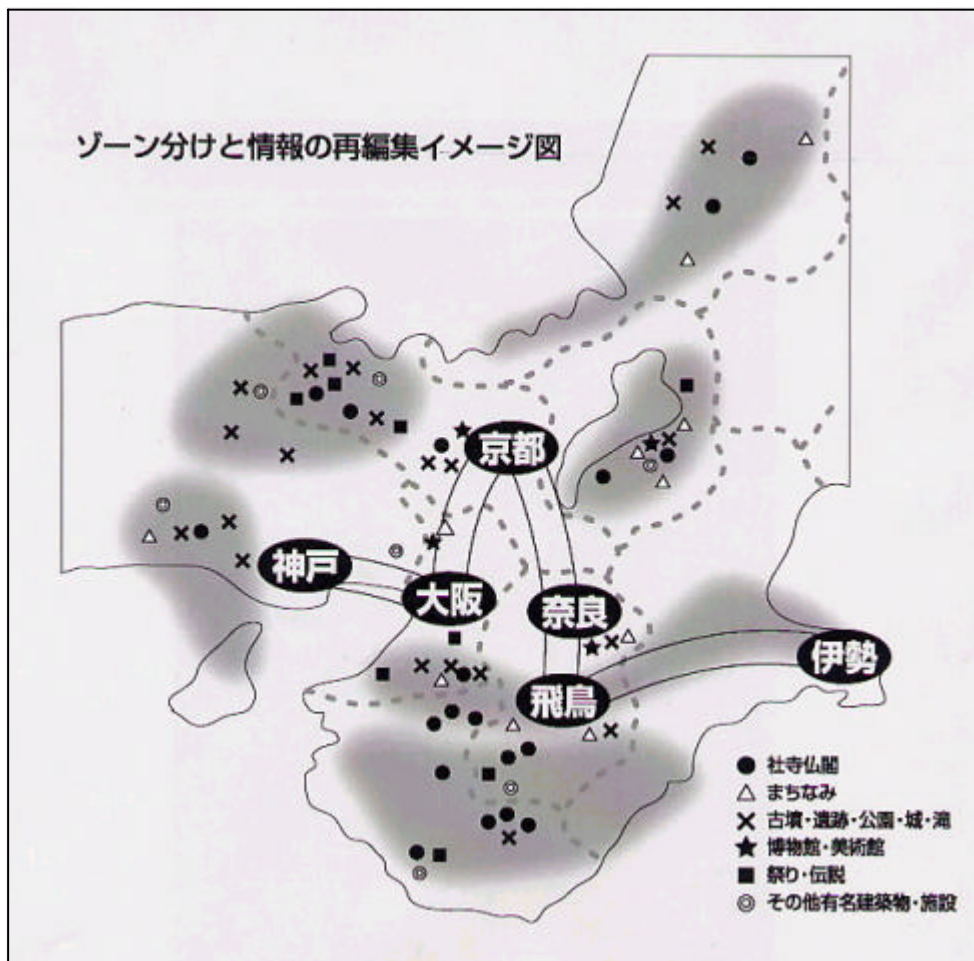 ゾーン分けと情報の再編集イメージ図
京都
神戸
大阪
奈良
伊勢
飛鳥
● 社寺仏閣
△ まちなみ
× 古墳・遺跡・公園・城・滝
★ 博物館・美術館
■ 祭り・伝説
◎ その他有名建築物・施設